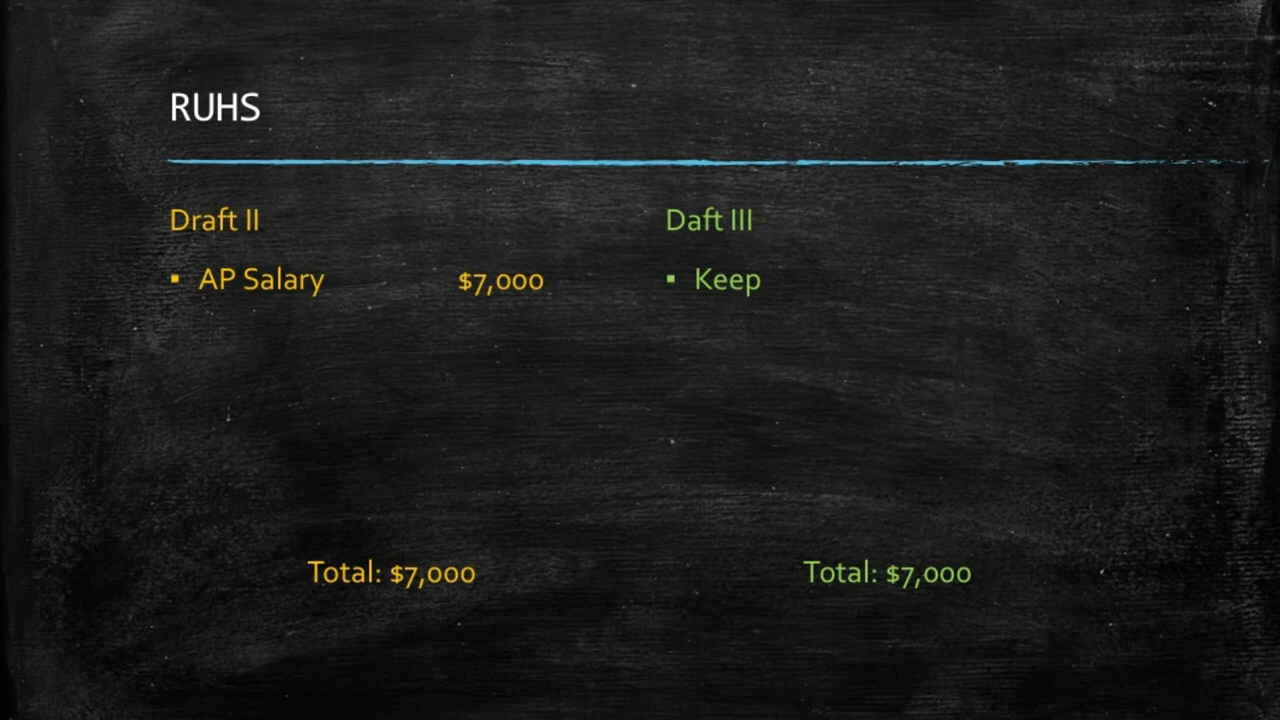 RUHS
Draft II
▪ AP Salary $7,000
Total: $7,000
Daft III
▪ Keep
Total: $7,000